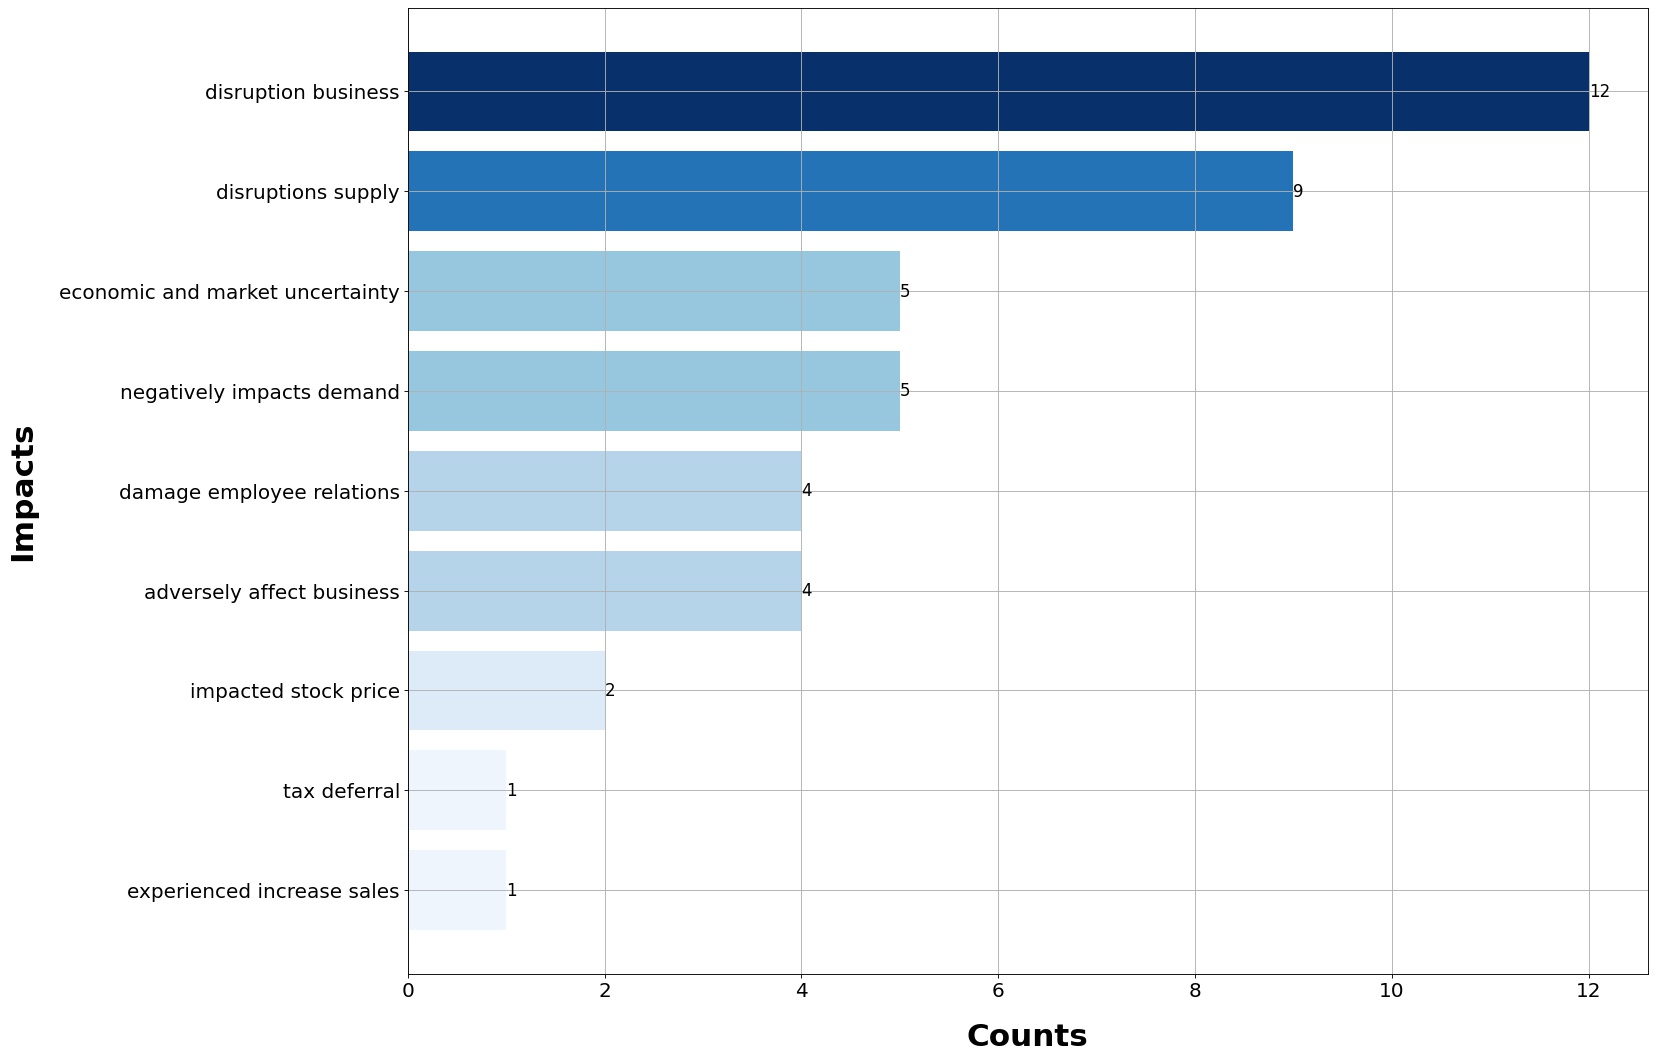 Impacts
disruption business 12
disruptions supply 9
economic and market uncertainty 5
negatively impacts demand 5
damage employee relations 4
adversely affect business 4
impacted stock price 2
tax deferral 1
experienced increase sales 1
0 2 4 6 8 10 12
Counts